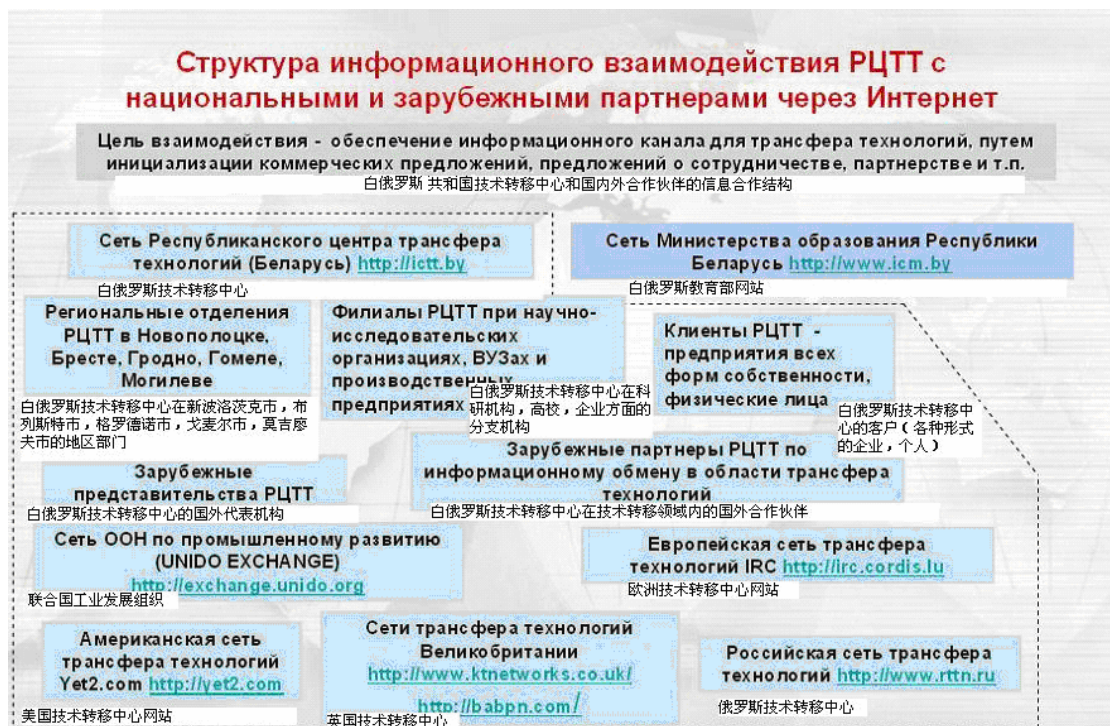 Структура информационного взаимодействия РЦТТ с
национальными и зарубежными партнерами через Интернет
Цель взаимодействия - обеспечение информационного канала для трансфера технологий, путем
инициализации коммерческих предложений, предложений о сотрудничестве, партнерстве и т.п.
白俄罗斯 共和国技术转移中心和国内外合作伙伴的信息合作结构
Сеть Республиканского центра трансфера
технологий (Беларусь) http://ictt.by
白俄罗斯技术转移中心
Сеть Министерства образования Республики
Беларусь http://www.icm.by
白俄罗斯教育部网站
Региональные отделения
РЦТТ в Новополоцке,
Бресте, Гродно, Гомеле,
Могилеве
白俄罗斯技术转移中心在新波洛茨克市，布
列斯特市，格罗德诺市，戈麦尔市，莫吉廖
夫市的地区部门
Филиалы РЦТТ при научно-
исследовательских
организациях, ВУЗах и
производственных
предприятиях
白俄罗斯技术转移中心在科
研机构，高校，企业方面的
分支机构
Клиенты РЦТТ -
предприятия всех
форм собственности,
физические лица
白俄罗斯技术转移中
心的客户（各种形式
的企业，个人）
Зарубежные
представительства РЦТТ
白俄罗斯技术转移中心的国外代表机构
Зарубежные партнеры РЦТТ по
информационному обмену в области трансфера
технологий
白俄罗斯技术转移中心在技术转移领域内的国外合作伙伴
Сеть ООН по промышленному развитию
(UNIDO EXCHANGE)
http://exchange.unido.org
联合国工业发展组织
Европейская сеть трансфера
технологий IRC http://irc.cordis.lu
欧洲技术转移中心网站
Американская сеть
трансфера технологий
Yet2.com http://yet2.com
美国技术转移中心网站
Сети трансфера технологий
Великобритании
http://www.ktnetworks.co.uk/
http://babpn.com/
英国技术转移中心
Российская сеть трансфера
технологий http://www.rttn.ru
俄罗斯技术转移中心